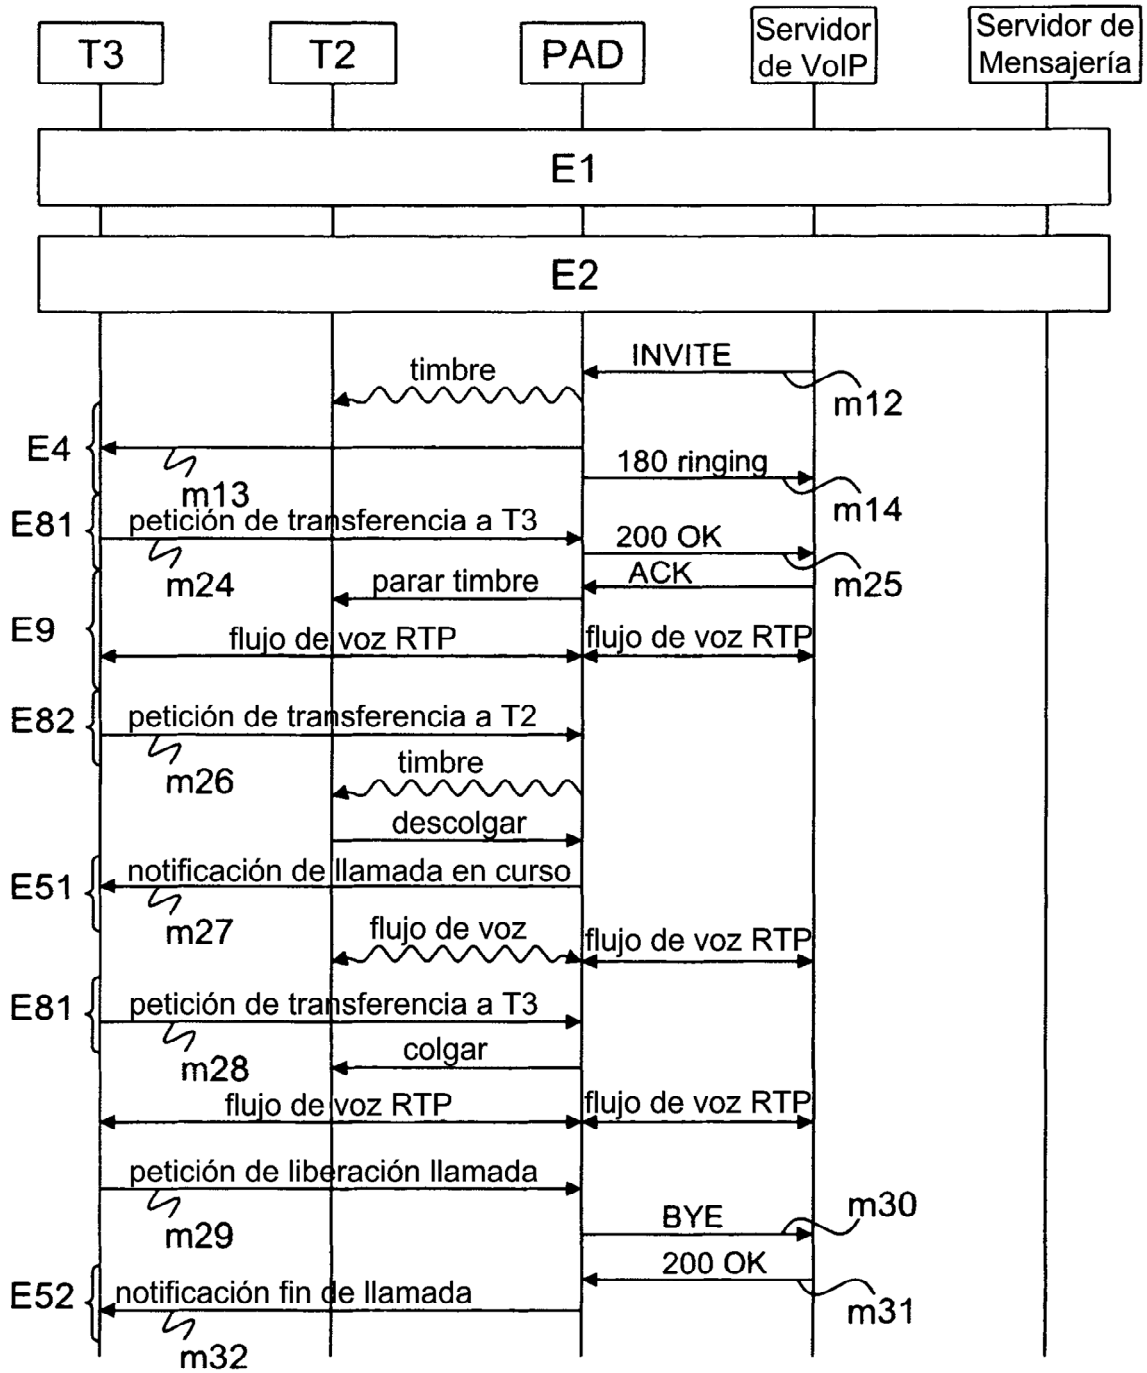 T3
T2
PAD
Servidor
de VoIP
Servidor de
Mensajería
E1
E2
INVITE
timbre
m12
E4
m13
180 ringing
m14
E81
petición de transferencia a T3
m24
200 OK
m25
ACK
parar timbre
E9
flujo de voz RTP
flujo de voz RTP
E82
petición de transferencia a T2
m26
timbre
descolgar
E51
notificación de llamada en curso
m27
flujo de voz
flujo de voz RTP
E81
petición de transferencia a T3
m28
colgar
flujo de voz RTP
flujo de voz RTP
petición de liberación llamada
m29
BYE
m30
200 OK
m31
E52
notificación fin de llamada
m32